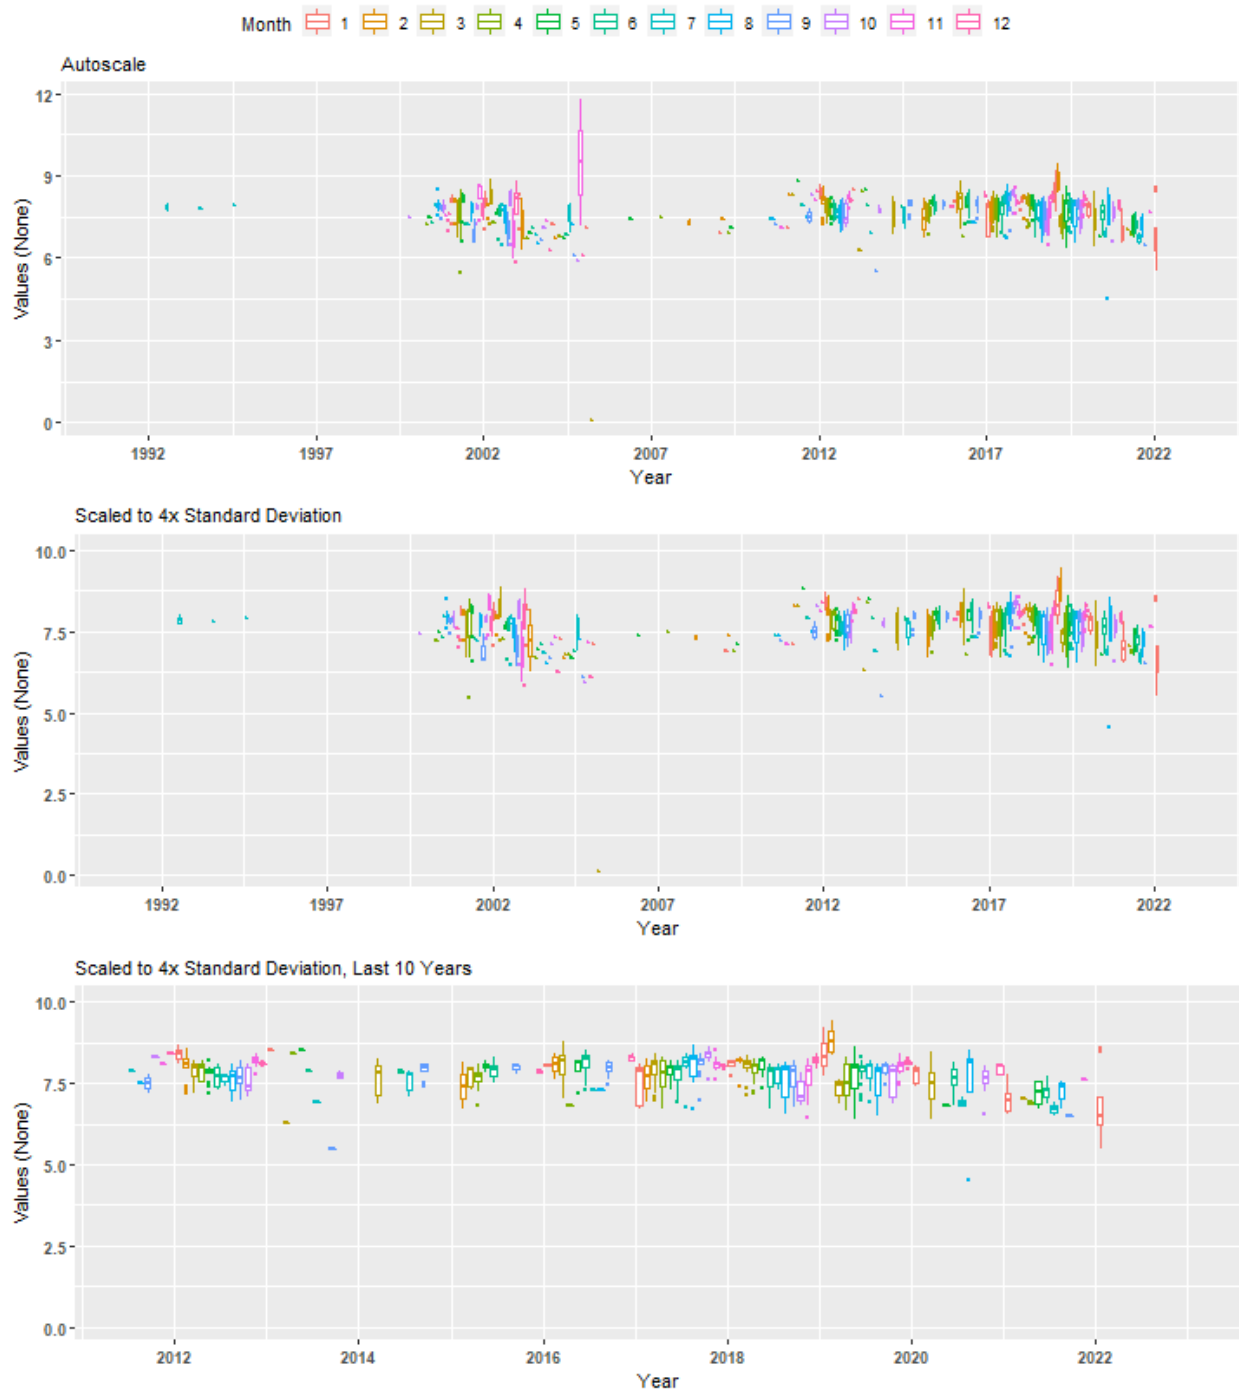 Month 1 2 3 4 5 6 7 8 9 10 11 12
Autoscale
Values (None)
12
9
6
3
0
1992 1997 2002 2007 2012 2017 2022
Year
Scaled to 4x Standard Deviation
Values (None)
10.0
7.5
5.0
2.5
0.0
1992 1997 2002 2007 2012 2017 2022
Year
Scaled to 4x Standard Deviation, Last 10 Years
Values (None)
10.0
7.5
5.0
2.5
0.0
2012 2014 2016 2018 2020 2022
Year